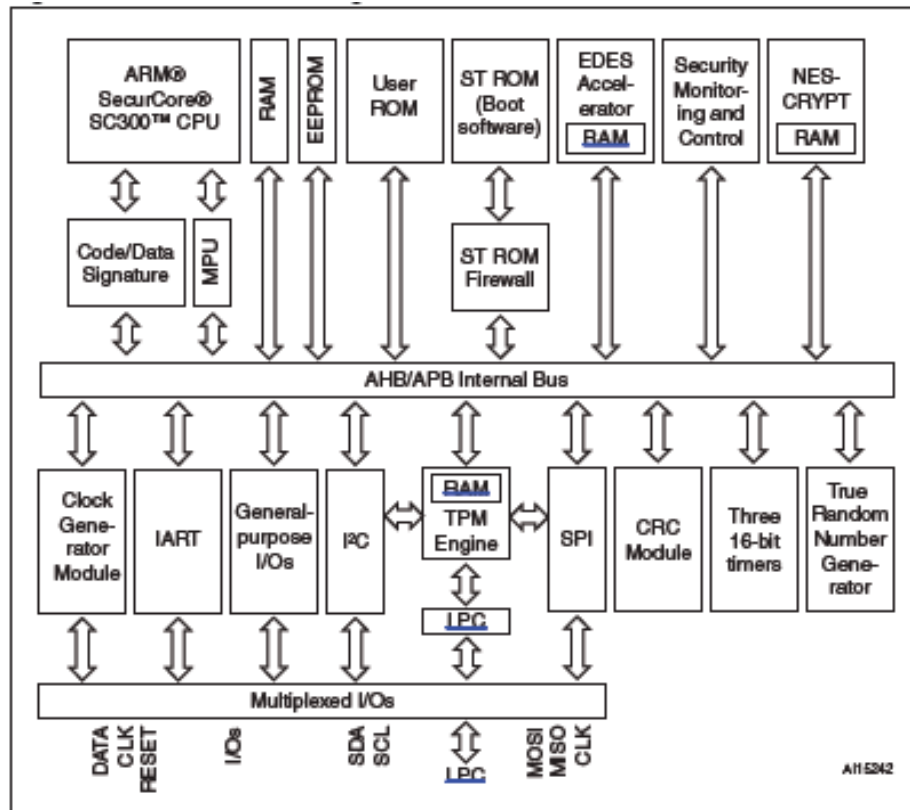 ARM®
SecurCore®
SC300™ CPU
RAM
EEPROM
User
ROM
ST ROM
(Boot
software)
EDES
Accel-
erator
RAM
Security
Monitor-
ing and
Control
NES-
CRYPT
RAM
Code/Data
Signature
MPU
ST ROM
Firewall
AHB/APB Internal Bus
Clock
Gene-
rator
Module
IART
General-
purpose
I/Os
I²C
RAM
TPM
Engine
SPI
CRC
Module
Three
16-bit
timers
True
Random
Number
Gene-
rator
LPC
Multiplexed I/Os
DATA
CLK
RESET
I/Os
SDA
SCL
LPC
MOSI
MISO
CLK
AI15242